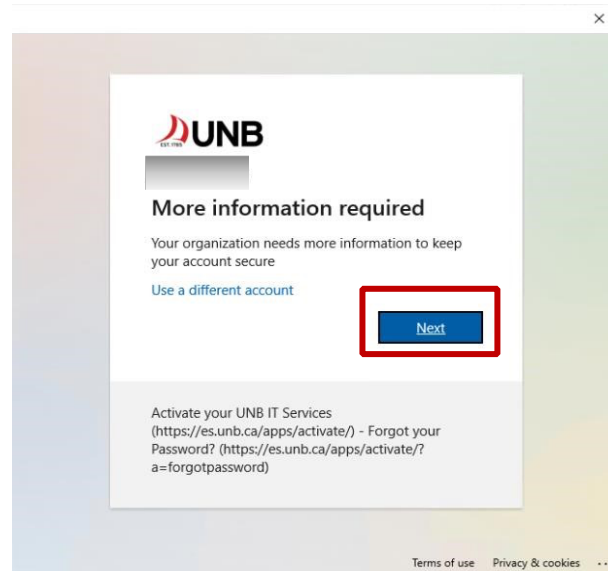 UNB
EST. 1785
More information required
Your organization needs more information to keep
your account secure
Use a different account
Next
Activate your UNB IT Services
(https://es.unb.ca/apps/activate/) - Forgot your
Password? (https://es.unb.ca/apps/activate/?
a=forgotpassword)
Terms of use Privacy & cookies